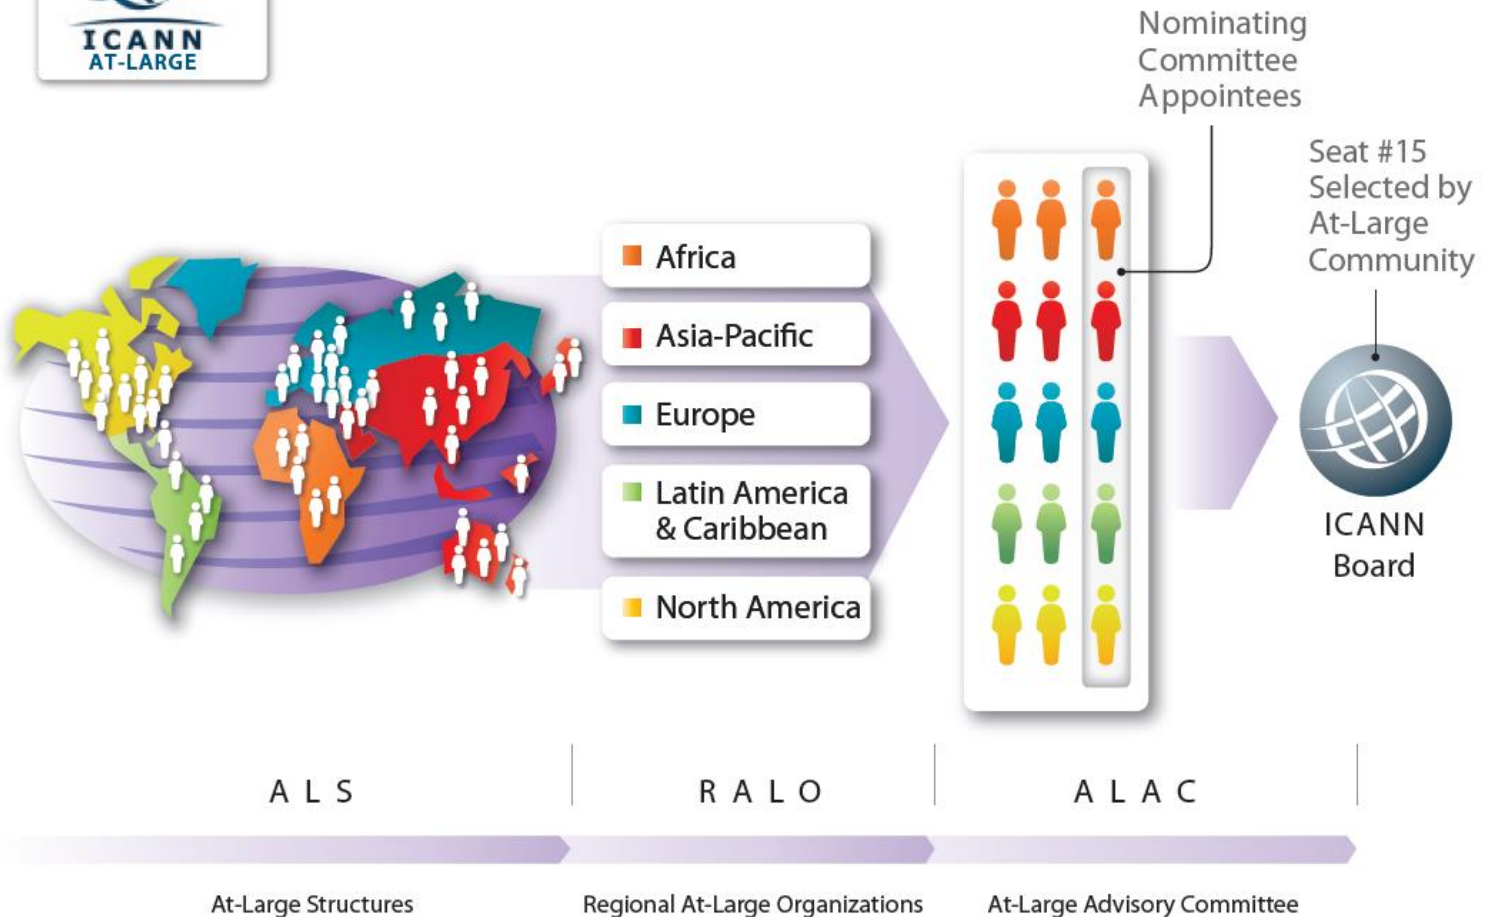 ICANN
AT-LARGE
Nominating
Committee
Appointees
Seat #15
Selected by
At-Large
Community
Africa
Asia-Pacific
Europe
Latin America
& Caribbean
North America
ICANN
Board
ALS
RALO
ALAC
At-Large Structures
Regional At-Large Organizations
At-Large Advisory Committee